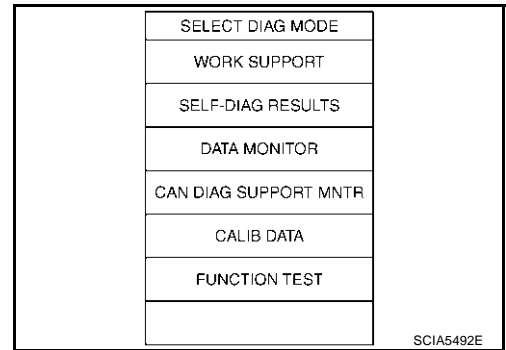 SELECT DIAG MODE
WORK SUPPORT
SELF-DIAG RESULTS
DATA MONITOR
CAN DIAG SUPPORT MNTR
CALIB DATA
FUNCTION TEST
SCIA5492E